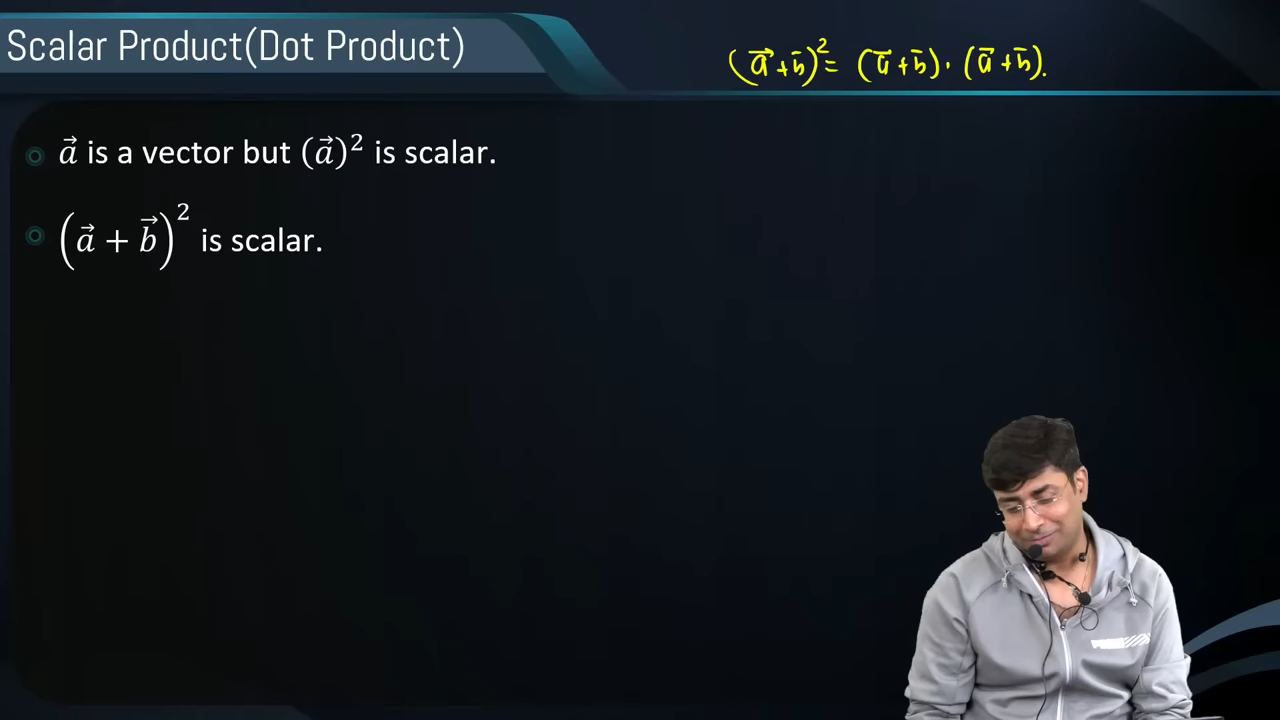 Scalar Product(Dot Product)
(a⃗ + b̄)² = (ā + b̄) · (ā + b̄).
a⃗ is a vector but (a⃗)² is scalar.
(a⃗ + b⃗)² is scalar.